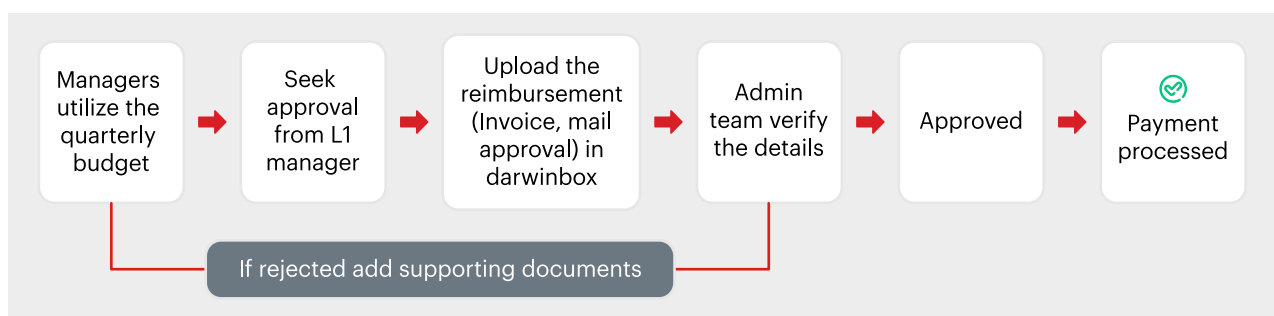 Managers
utilize the
quarterly
budget
Seek
approval
from L1
manager
Upload the
reimbursement
(Invoice, mail
approval) in
darwinbox
Admin
team verify
the details
Approved
Payment
processed
If rejected add supporting documents